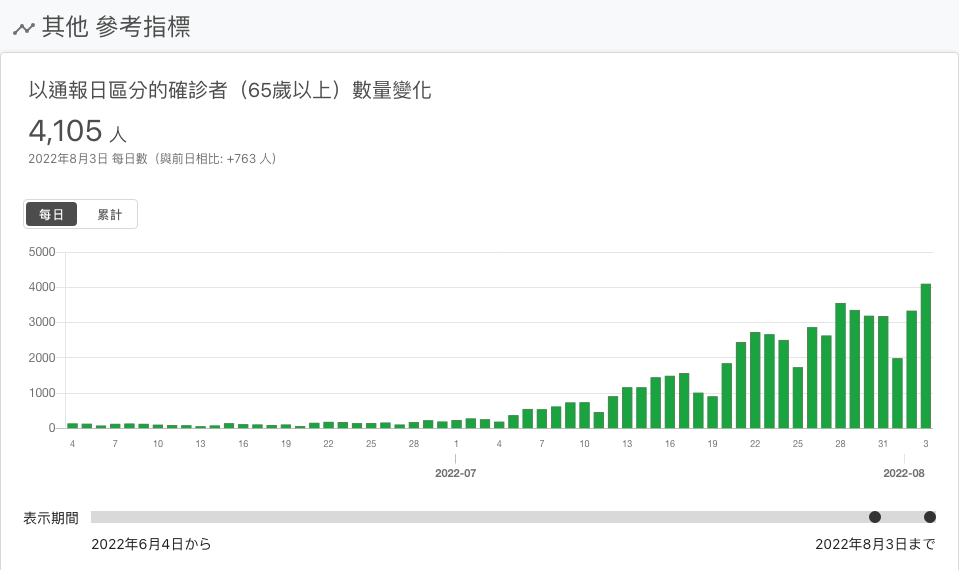 其他 參考指標
以通報日區分的確診者（65歲以上）數量變化
4,105 人
2022年8月3日 每日數（與前日相比: +763 人）
每日 累計
5000
4000
3000
2000
1000
0
4 7 10 13 16 19 22 25 28 1 4 7 10 13 16 19 22 25 28 31 3
2022-07 2022-08
表示期間
2022年6月4日から 2022年8月3日まで